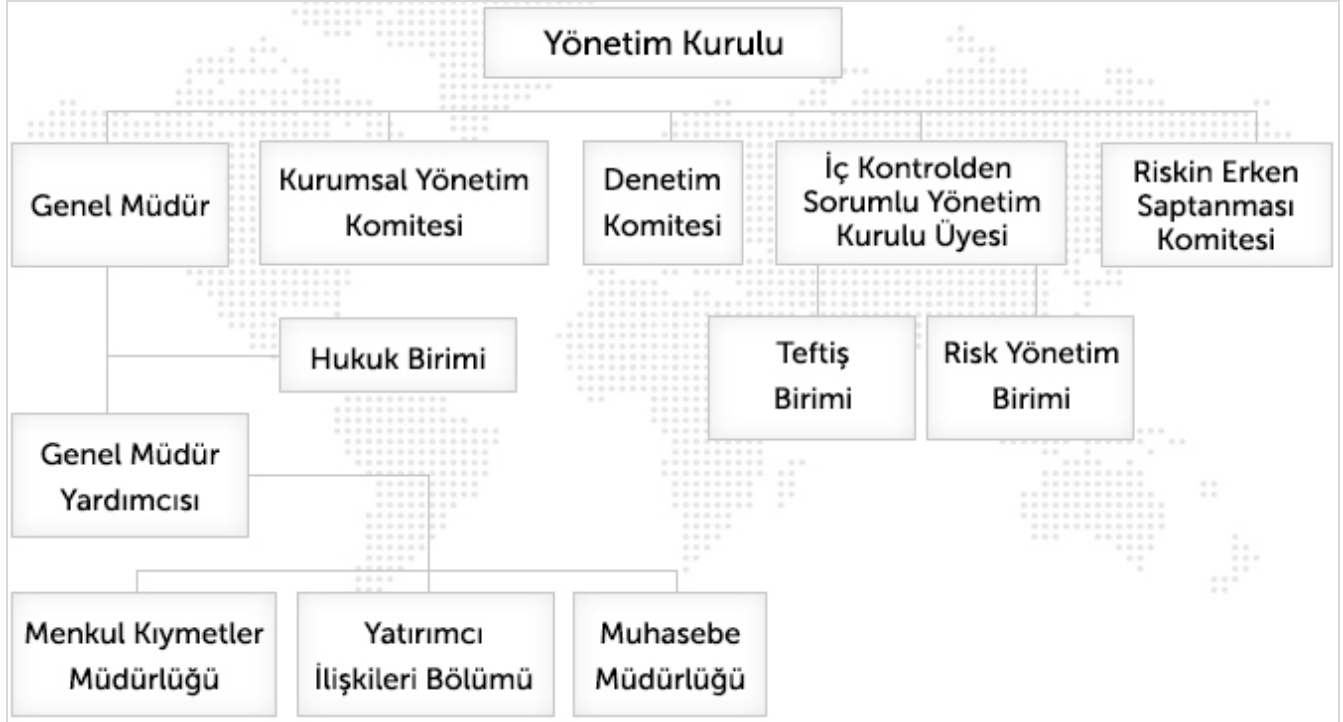 Yönetim Kurulu
Genel Müdür
Kurumsal Yönetim
Komitesi
Denetim
Komitesi
İç Kontrolden
Sorumlu Yönetim
Kurulu Üyesi
Riskin Erken
Saptanması
Komitesi
Hukuk Birimi
Teftiş
Birimi
Risk Yönetim
Birimi
Genel Müdür
Yardımcısı
Menkul Kıymetler
Müdürlüğü
Yatırımcı
İlişkileri Bölümü
Muhasebe
Müdürlüğü